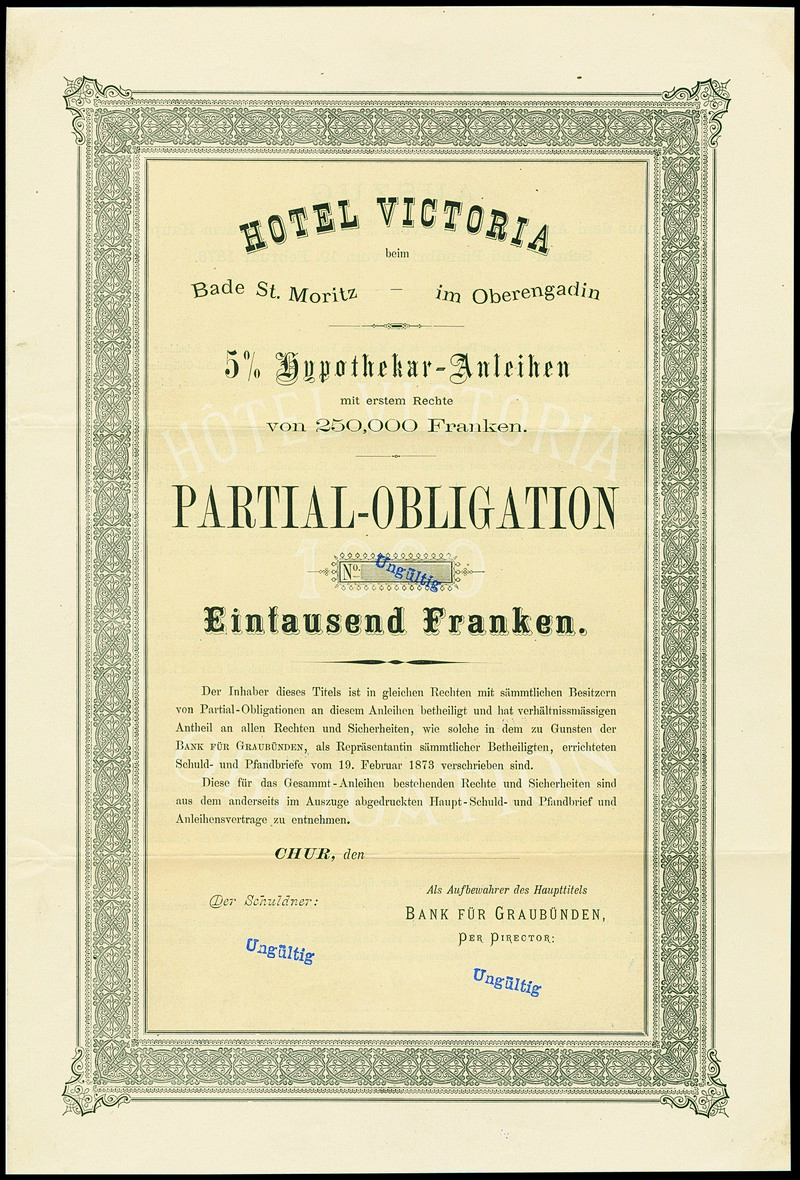 HOTEL VICTORIA
beim
Bade St. Moritz — im Oberengadin
5% Hypothekar-Anleihen
mit erstem Rechte
von 250,000 Franken.
HÔTEL VICTORIA
PARTIAL-OBLIGATION
1000
No. Ungültig
Eintausend Franken.
Der Inhaber dieses Titels ist in gleichen Rechten mit sämmtlichen Besitzern
von Partial-Obligationen an diesem Anleihen betheiligt und hat verhältnissmässigen
Antheil an allen Rechten und Sicherheiten, wie solche in dem zu Gunsten der
BANK FÜR GRAUBÜNDEN, als Repräsentantin sämmtlicher Betheiligten, errichteten
Schuld- und Pfandbriefe vom 19. Februar 1873 verschrieben sind.
Diese für das Gesammt-Anleihen bestehenden Rechte und Sicherheiten sind
aus dem anderseits im Auszuge abgedruckten Haupt-Schuld- und Pfandbrief und
Anleihensvertrage zu entnehmen.
CHUR, den
Als Aufbewahrer des Haupttitels
Der Schuldner:
BANK FÜR GRAUBÜNDEN,
PER DIRECTOR:
Ungültig
Ungültig